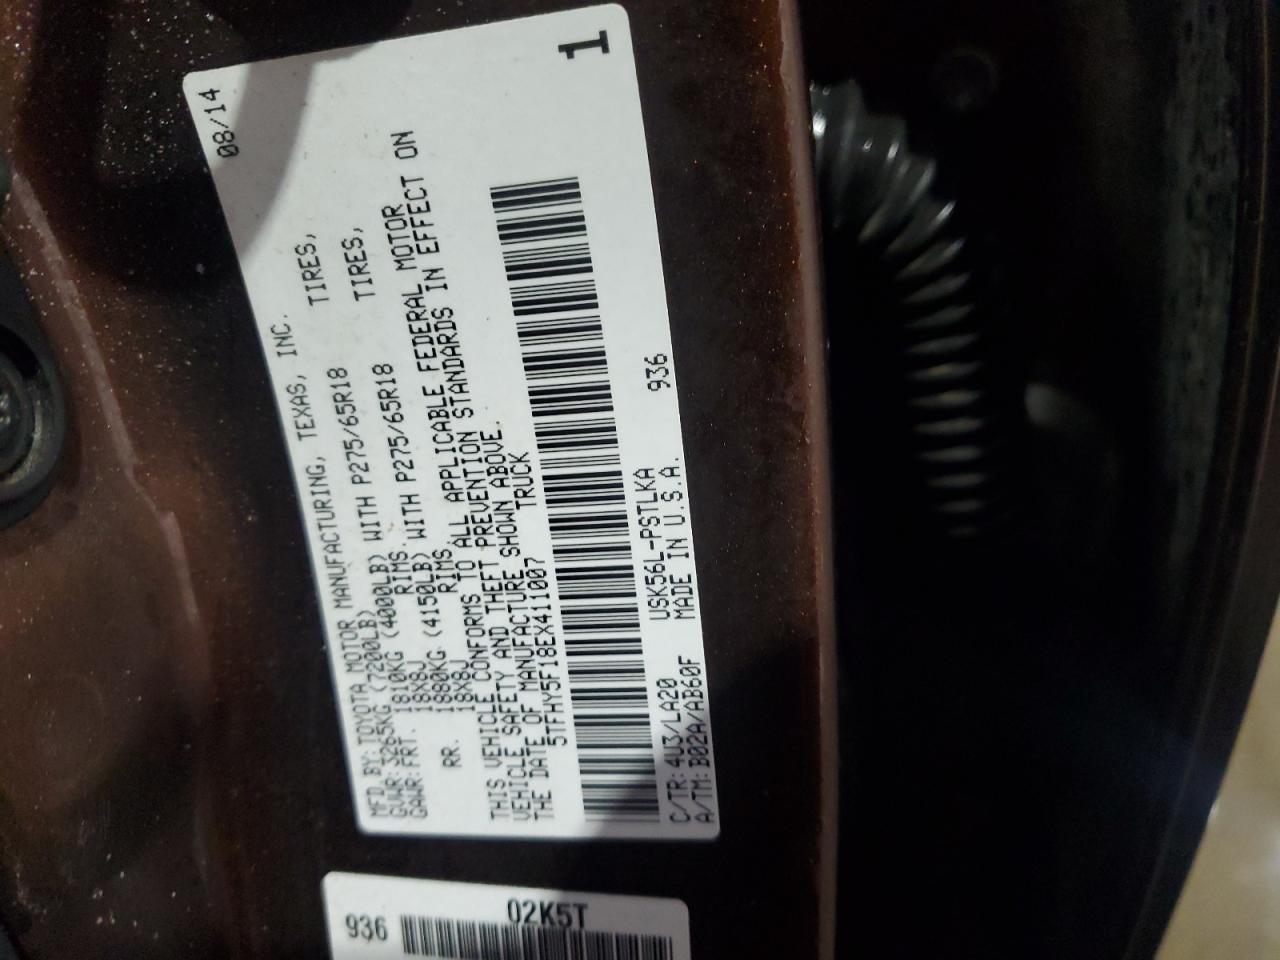 MFD BY: TOYOTA MOTOR MANUFACTURING, TEXAS, INC. 08/14
GVWR: 3265KG (7200LB)
GAWR: FRT. 1810KG (4000LB) WITH P275/65R18 TIRES,
18X8J RIMS.
RR. 1880KG (4150LB) WITH P275/65R18 TIRES,
18X8J RIMS
THIS VEHICLE CONFORMS TO ALL APPLICABLE FEDERAL MOTOR
VEHICLE SAFETY AND THEFT PREVENTION STANDARDS IN EFFECT ON
THE DATE OF MANUFACTURE SHOWN ABOVE.
5TFHY5F18EX411007 TRUCK
1
C/TR: 4U3/LA20 USK56L-PSTLKA 936
A/TM: B02A/AB60F MADE IN U.S.A.
936 02K5T